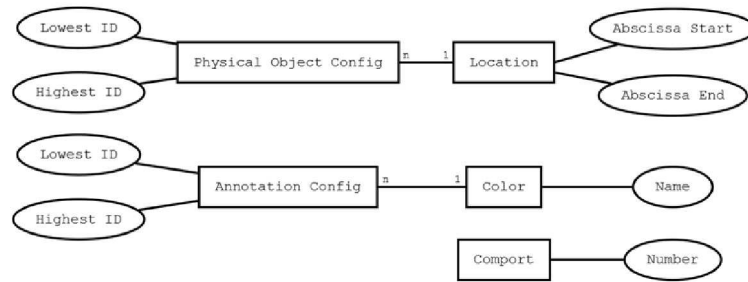 Lowest ID
Abscissa Start
n
1
Physical Object Config
Location
Highest ID
Abscissa End
Lowest ID
n
1
Annotation Config
Color
Name
Highest ID
Comport
Number